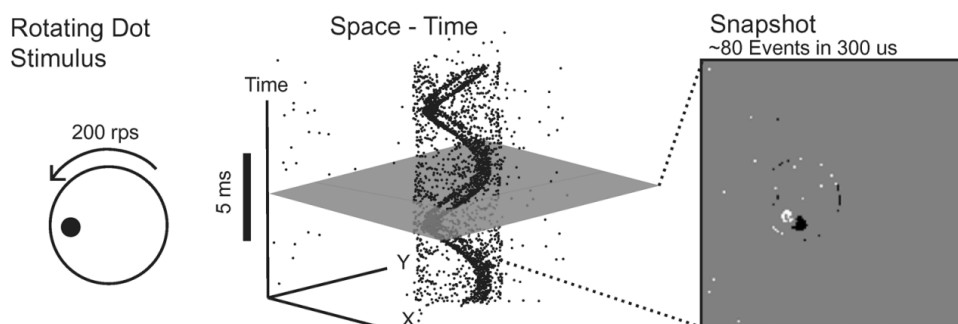 Rotating Dot
Stimulus
200 rps
Space - Time
Time
5 ms
Y
X
Snapshot
~80 Events in 300 us